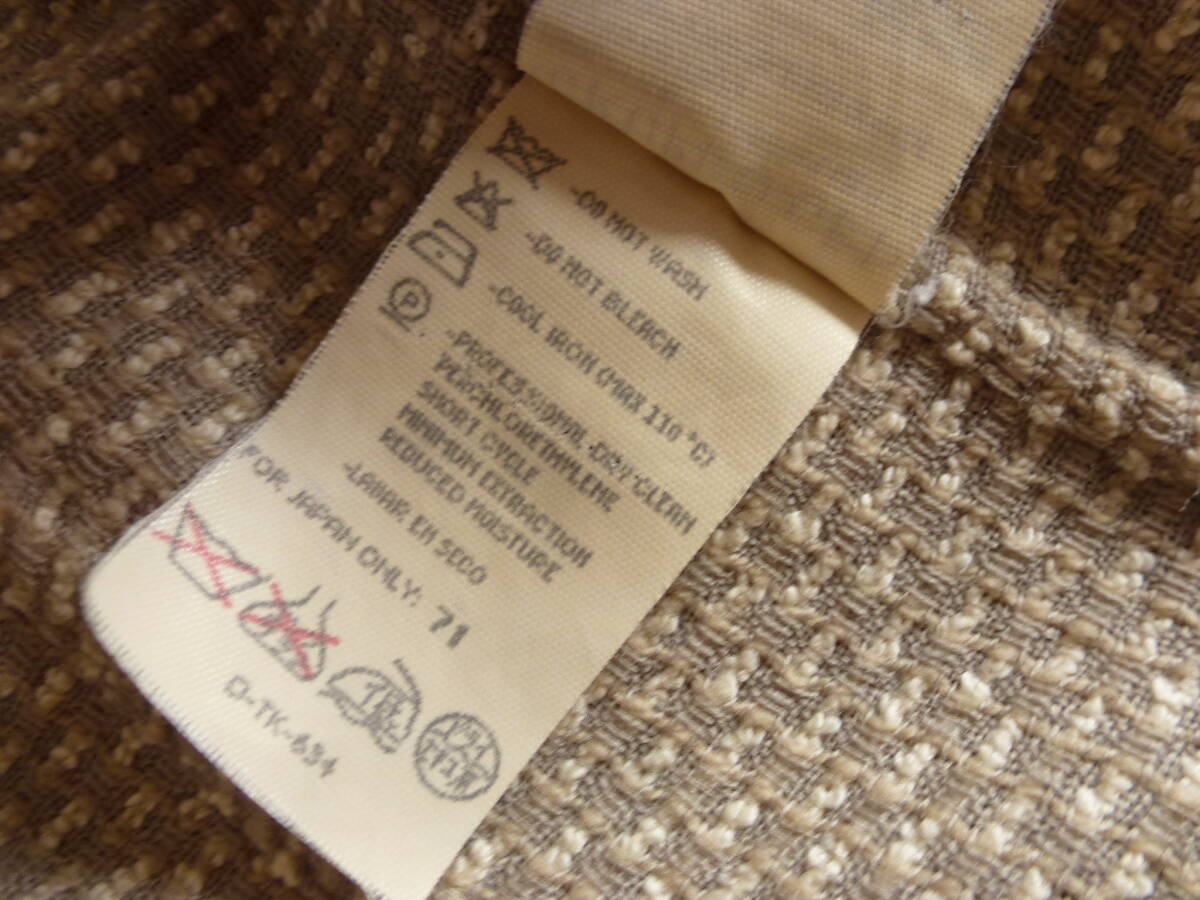 -DO NOT WASH
-DO NOT BLEACH
-COOL IRON (MAX 110 °C)
P
-PROFESSIONAL-DRY-CLEAN
PERCHLORETHYLENE
SHORT CYCLE
MINIMUM EXTRACTION
REDUCED MOISTURE
-LAVAR EN SECO
FOR JAPAN ONLY: 71
D-TK-634